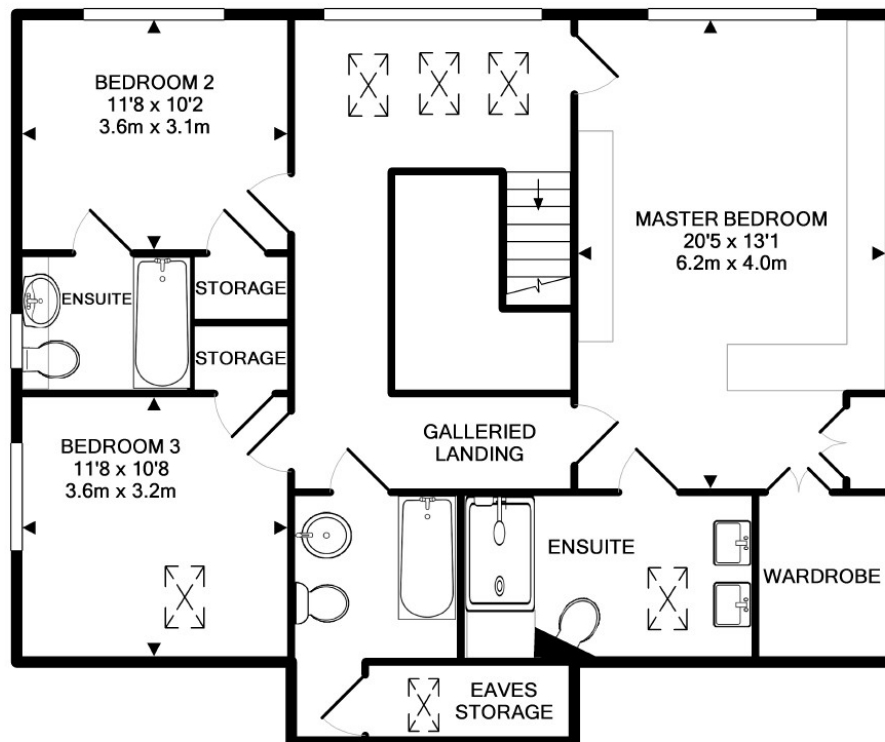 BEDROOM 2
11'8 x 10'2
3.6m x 3.1m
MASTER BEDROOM
20'5 x 13'1
6.2m x 4.0m
ENSUITE
STORAGE
STORAGE
BEDROOM 3
11'8 x 10'8
3.6m x 3.2m
GALLERIED
LANDING
ENSUITE
WARDROBE
EAVES
STORAGE